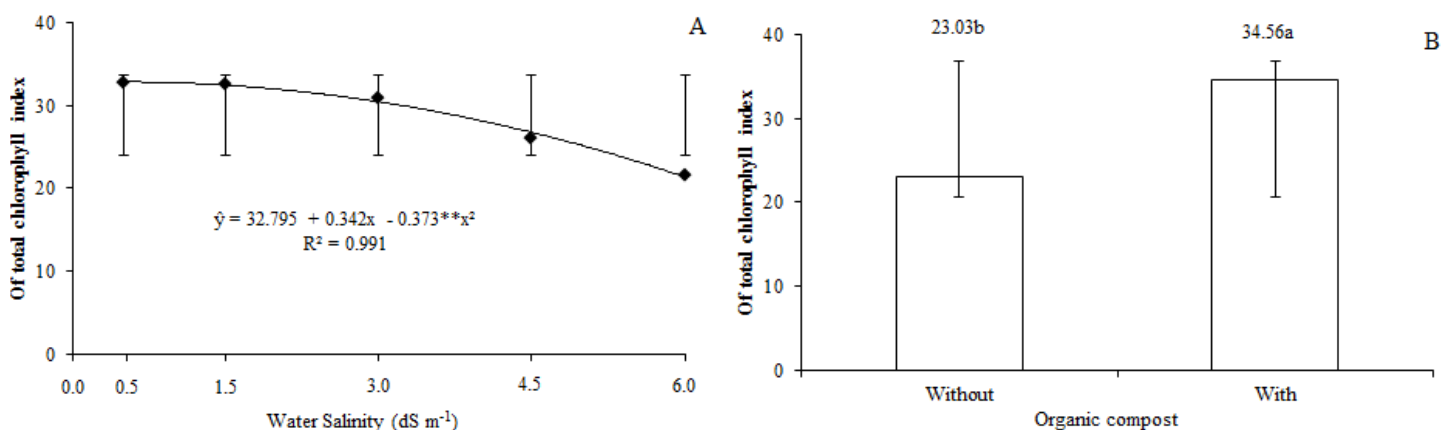 A
Of total chlorophyll index
40
30
20
10
0
ŷ = 32.795 + 0.342x - 0.373**x²
R² = 0.991
0.0 0.5 1.5 3.0 4.5 6.0
Water Salinity (dS m⁻¹)
B
Of total chlorophyll index
23.03b 34.56a
40
30
20
10
0
Without With
Organic compost